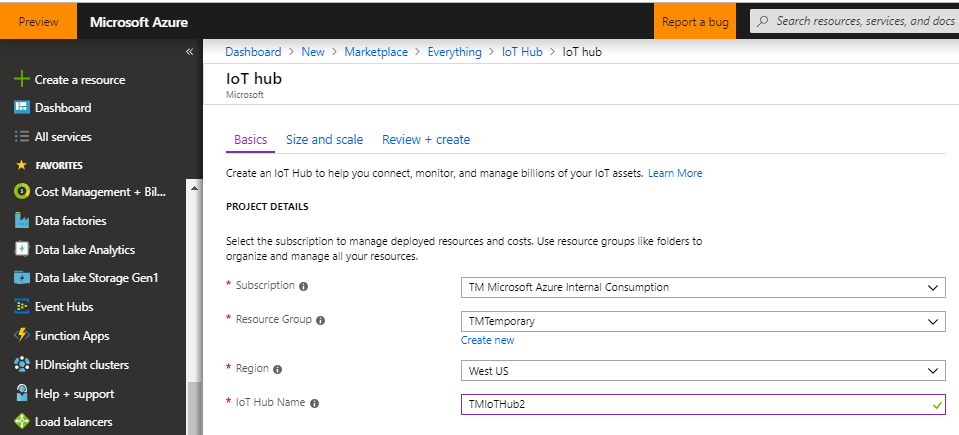 Preview
Microsoft Azure
Report a bug
Search resources, services, and docs
«
Create a resource
Dashboard
All services
FAVORITES
Cost Management + Bil...
Data factories
Data Lake Analytics
Data Lake Storage Gen1
Event Hubs
Function Apps
HDInsight clusters
Help + support
Load balancers
Dashboard > New > Marketplace > Everything > IoT Hub > IoT hub
IoT hub
Microsoft
Basics Size and scale Review + create
Create an IoT Hub to help you connect, monitor, and manage billions of your IoT assets. Learn More
PROJECT DETAILS
Select the subscription to manage deployed resources and costs. Use resource groups like folders to
organize and manage all your resources.
* Subscription TM Microsoft Azure Internal Consumption
* Resource Group TMTemporary
Create new
* Region West US
* IoT Hub Name TMIoTHub2